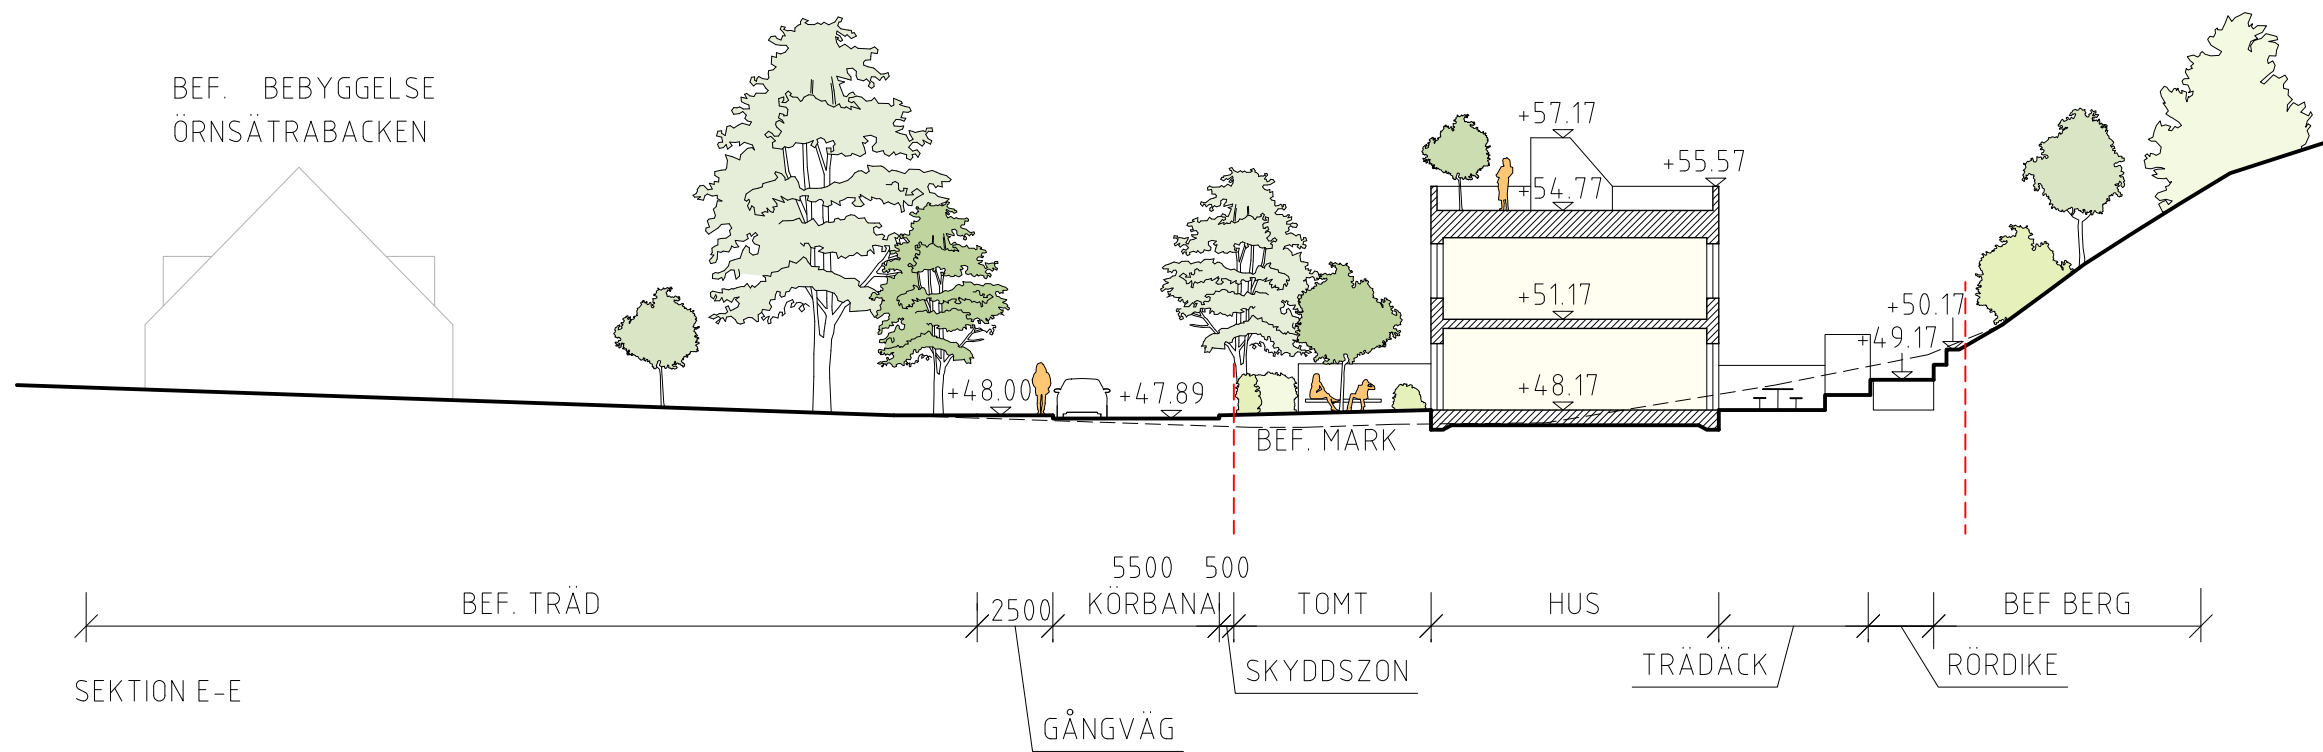 BEF. BEBYGGELSE
ÖRNSÄTRABACKEN
+57.17
+55.57
+54.77
+51.17
+50.17
+49.17
+48.00
+47.89
+48.17
BEF. MARK
5500 500
BEF. TRÄD
2500
KÖRBANA
TOMT
HUS
BEF BERG
SKYDDSZON
TRÄDÄCK
RÖRDIKE
SEKTION E-E
GÅNGVÄG